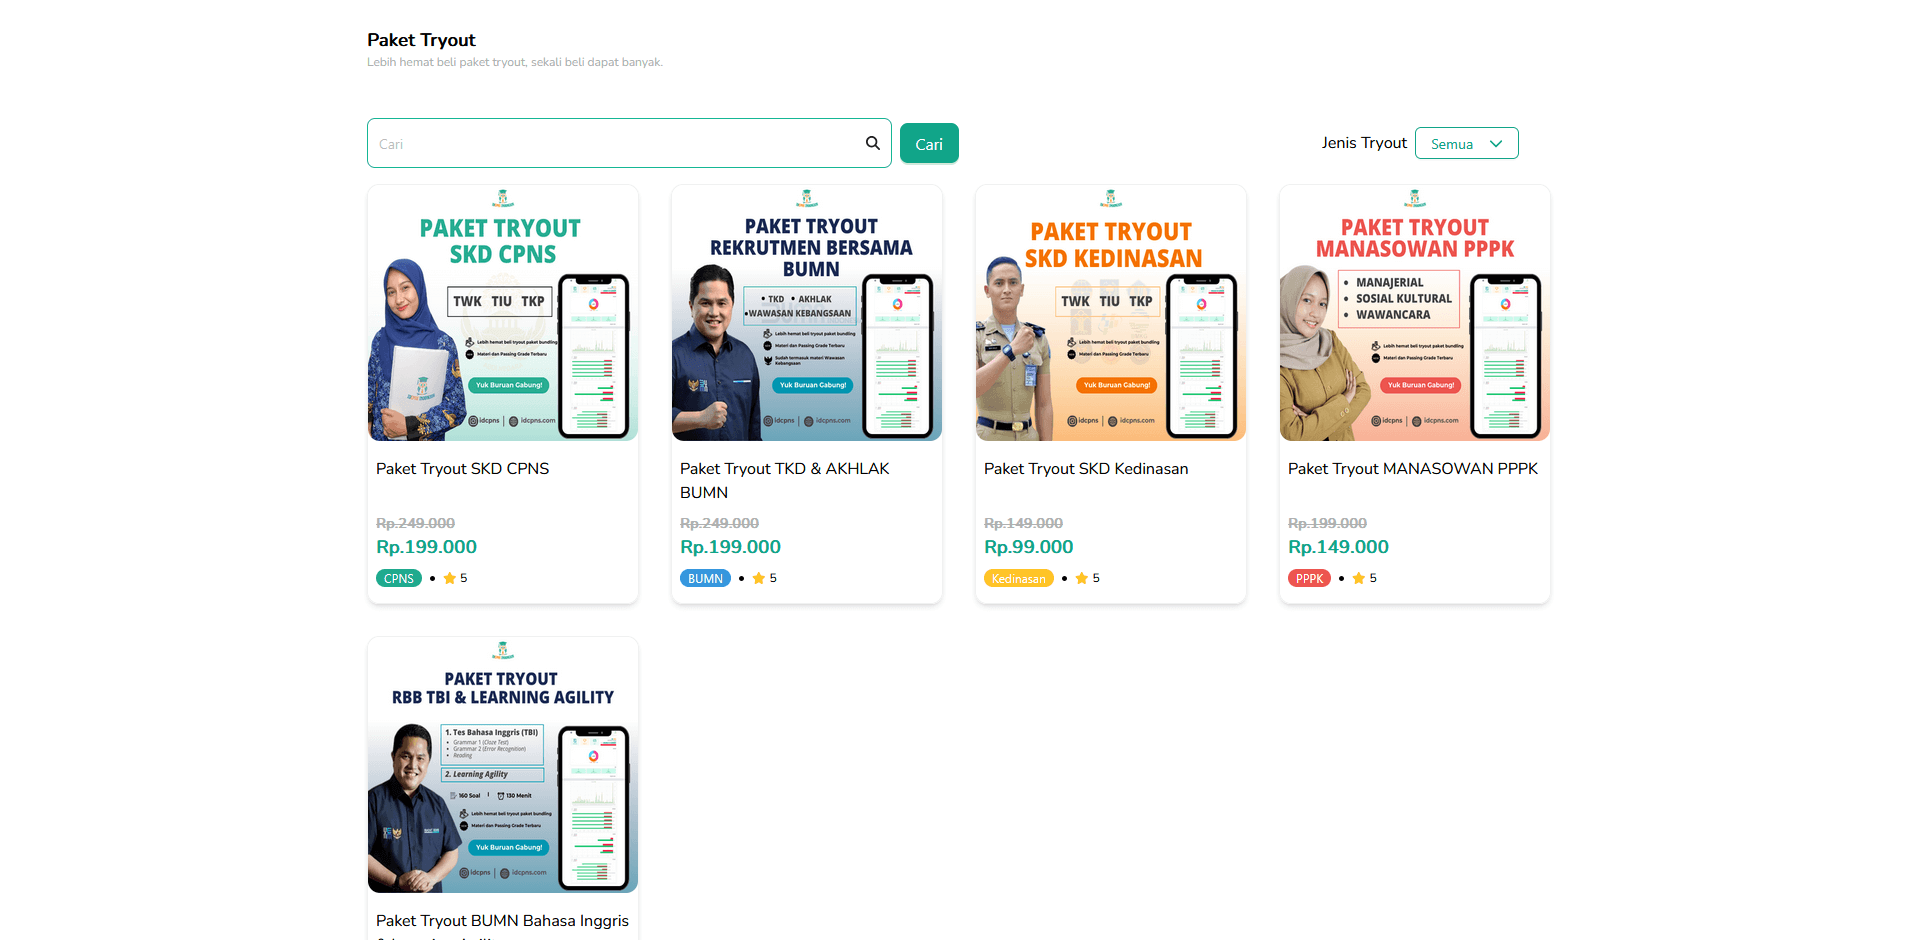 Paket Tryout
Lebih hemat beli paket tryout, sekali beli dapat banyak.
Cari
Cari
Jenis Tryout
Semua
PAKET TRYOUT
SKD CPNS
TWK TIU TKP
Lebih hemat beli tryout paket bundling
Materi dan Passing Grade Terbaru
Yuk Buruan Gabung!
idcpns | idcpns.com
Paket Tryout SKD CPNS
Rp.249.000
Rp.199.000
CPNS • 5
PAKET TRYOUT
REKRUTMEN BERSAMA
BUMN
• TKD • AKHLAK
•WAWASAN KEBANGSAAN
Lebih hemat beli tryout paket bundling
Materi dan Passing Grade Terbaru
Sudah termasuk materi Wawasan
Kebangsaan
Yuk Buruan Gabung!
idcpns | idcpns.com
Paket Tryout TKD & AKHLAK
BUMN
Rp.249.000
Rp.199.000
BUMN • 5
PAKET TRYOUT
SKD KEDINASAN
TWK TIU TKP
Lebih hemat beli tryout paket bundling
Materi dan Passing Grade Terbaru
Yuk Buruan Gabung!
idcpns | idcpns.com
Paket Tryout SKD Kedinasan
Rp.149.000
Rp.99.000
Kedinasan • 5
PAKET TRYOUT
MANASOWAN PPPK
• MANAJERIAL
• SOSIAL KULTURAL
• WAWANCARA
Lebih hemat beli tryout paket bundling
Materi dan Passing Grade Terbaru
Yuk Buruan Gabung!
idcpns | idcpns.com
Paket Tryout MANASOWAN PPPK
Rp.199.000
Rp.149.000
PPPK • 5
PAKET TRYOUT
RBB TBI & LEARNING AGILITY
1. Tes Bahasa Inggris (TBI)
• Grammar 1 (Cloze Test)
• Grammar 2 (Error Recognition)
• Reading
2. Learning Agility
160 Soal | 130 Menit
Lebih hemat beli tryout paket bundling
Materi dan Passing Grade Terbaru
Yuk Buruan Gabung!
idcpns | idcpns.com
Paket Tryout BUMN Bahasa Inggris